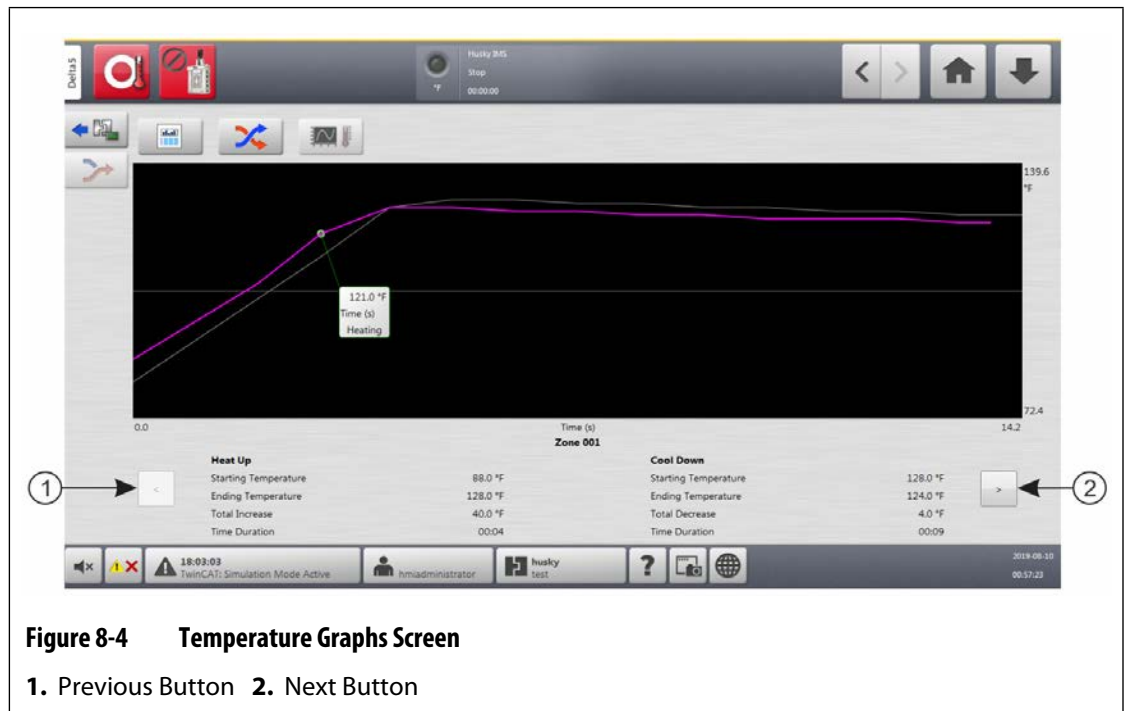 Delta5
Husky IMS
Stop
°F
00:00:00
139.6
°F
121.0 °F
Time (s)
Heating
72.4
0.0
Time (s)
14.2
Zone 001
Heat Up
Starting Temperature 88.0 °F
Ending Temperature 128.0 °F
Total Increase 40.0 °F
Time Duration 00:04
Cool Down
Starting Temperature 128.0 °F
Ending Temperature 124.0 °F
Total Decrease 4.0 °F
Time Duration 00:09
1
<
>
2
18:03:03
TwinCAT: Simulation Mode Active
hmiadministrator
husky
test
?
2019-08-10
00:57:23
Figure 8-4 Temperature Graphs Screen
1. Previous Button 2. Next Button